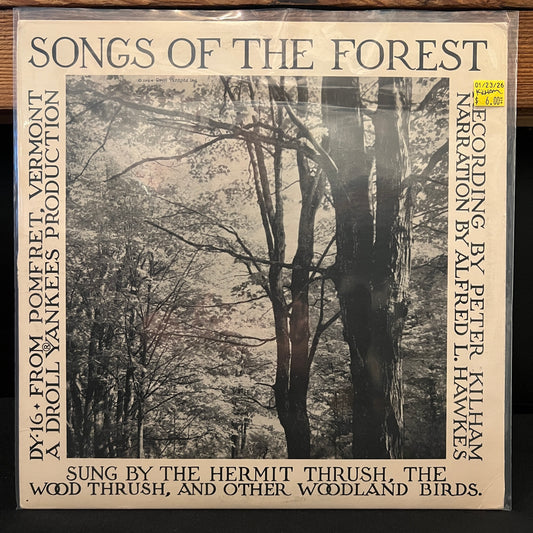 SONGS OF THE FOREST
01/23/26
$ 6.00
RECORDING BY PETER KILHAM
NARRATION BY ALFRED L. HAWKES
DY-16 • FROM POMFRET, VERMONT
A DROLL YANKEES ® PRODUCTION
SUNG BY THE HERMIT THRUSH, THE
WOOD THRUSH, AND OTHER WOODLAND BIRDS.